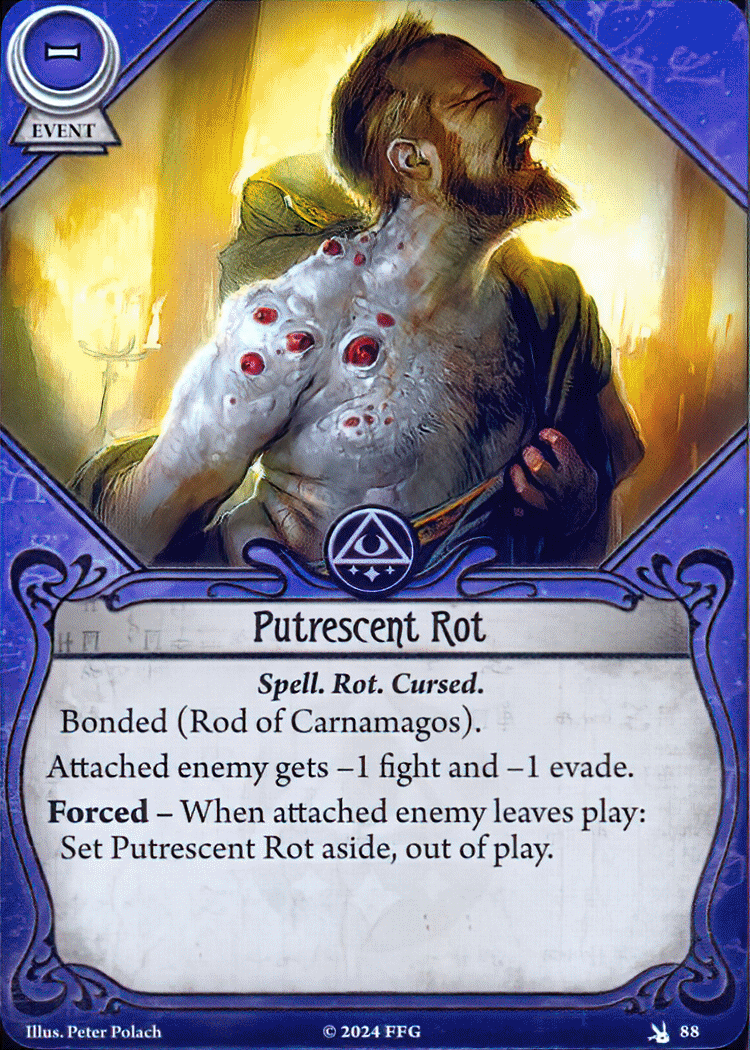 –
EVENT
Putrescent Rot
Spell. Rot. Cursed.
Bonded (Rod of Carnamagos).
Attached enemy gets –1 fight and –1 evade.
Forced – When attached enemy leaves play:
Set Putrescent Rot aside, out of play.
Illus. Peter Polach
© 2024 FFG
88